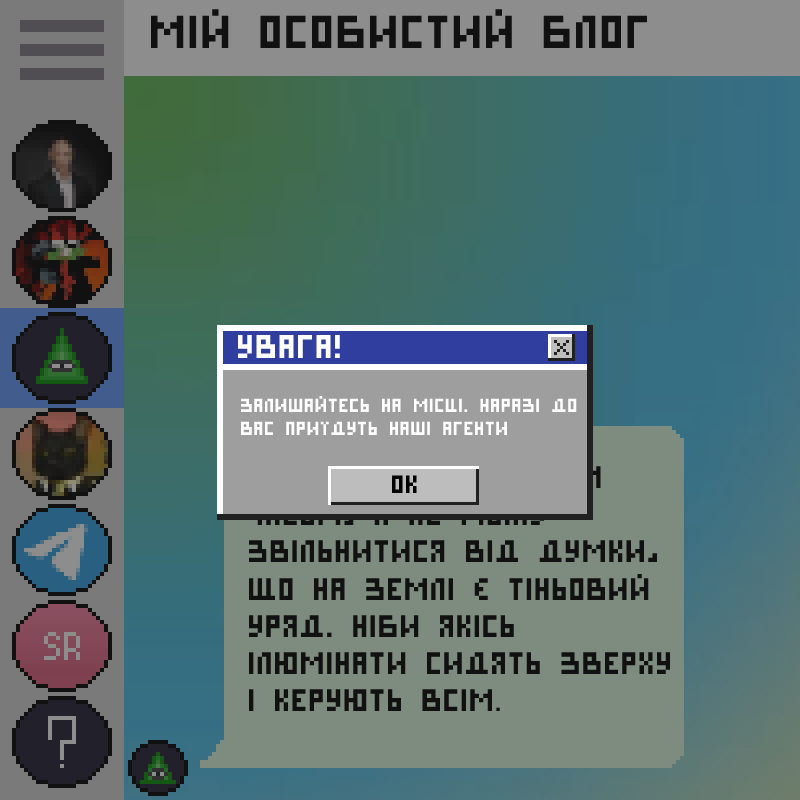 МІЙ ОСОБИСТИЙ БЛОГ
УВАГА!
ЗАЛИШАЙТЕСЬ НА МІСЦІ. НАРАЗІ ДО
ВАС ПРИЇДУТЬ НАШІ АГЕНТИ
OK
ЗВІЛЬНИТИСЯ ВІД ДУМКИ,
ЩО НА ЗЕМЛІ Є ТІНЬОВИЙ
УРЯД. НІБИ ЯКІСЬ
ІЛЮМІНАТИ СИДЯТЬ ЗВЕРХУ
І КЕРУЮТЬ ВСІМ.
SR
?